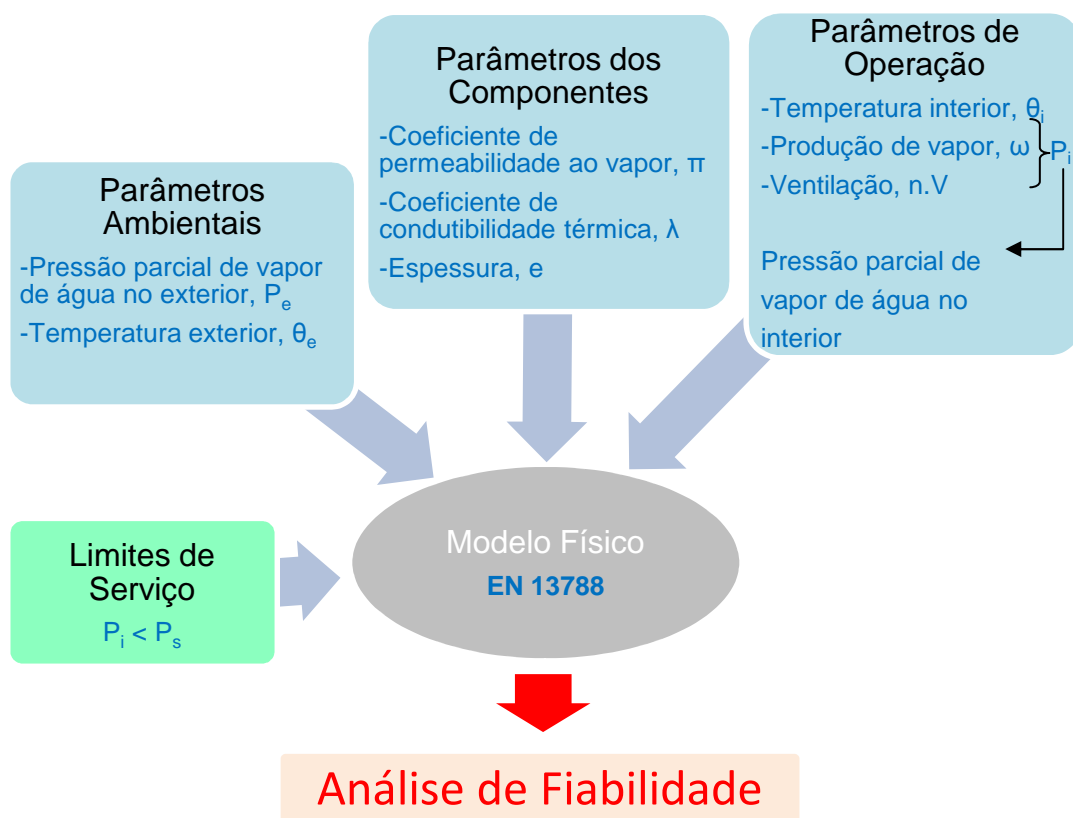 Parâmetros Ambientais
-Pressão parcial de vapor
de água no exterior, Pe
-Temperatura exterior, θe
Parâmetros dos
Componentes
-Coeficiente de
permeabilidade ao vapor, π
-Coeficiente de
condutibilidade térmica, λ
-Espessura, e
Parâmetros de
Operação
-Temperatura interior, θi
-Produção de vapor, ω
-Ventilação, n.V
Pi
Pressão parcial de
vapor de água no
interior
Limites de
Serviço
Pi < Ps
Modelo Físico
EN 13788
Análise de Fiabilidade